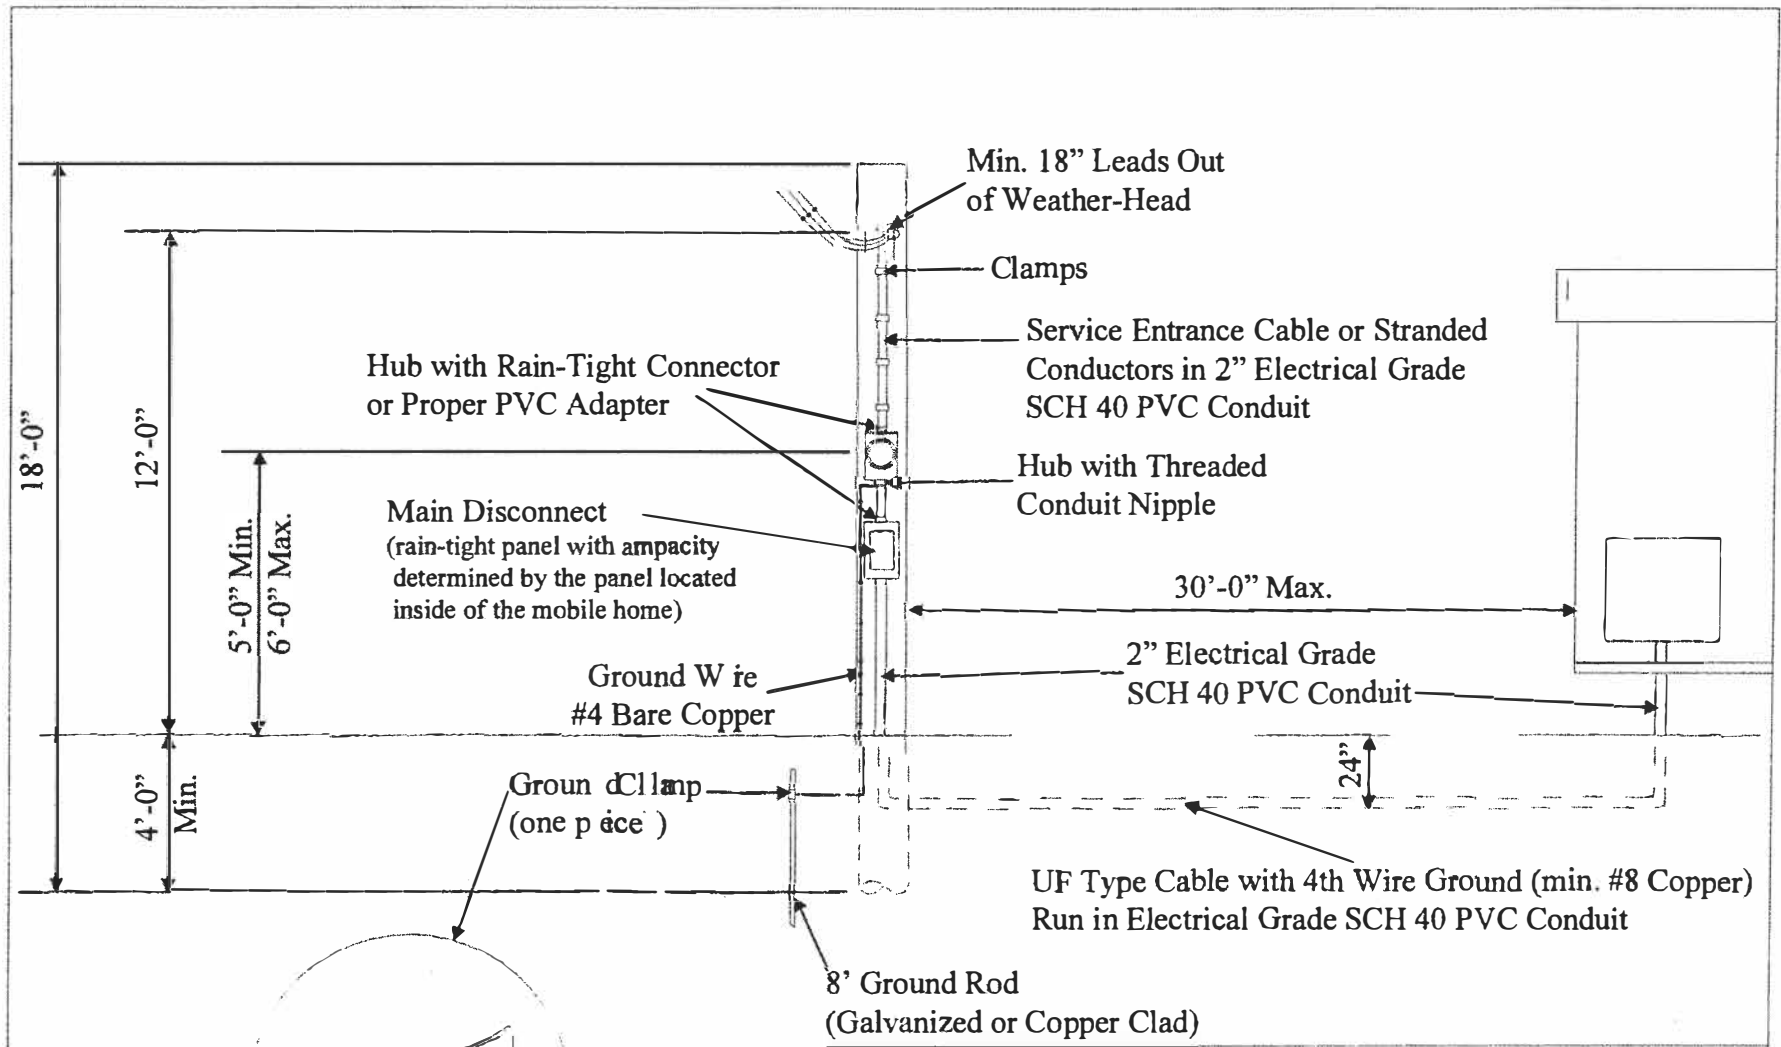 Min. 18” Leads Out
of Weather-Head
Clamps
Service Entrance Cable or Stranded
Conductors in 2” Electrical Grade
SCH 40 PVC Conduit
Hub with Rain-Tight Connector
or Proper PVC Adapter
18’-0”
12’-0”
Hub with Threaded
Conduit Nipple
Main Disconnect
(rain-tight panel with ampacity
determined by the panel located
inside of the mobile home)
5’-0” Min.
6’-0” Max.
30’-0” Max.
2” Electrical Grade
SCH 40 PVC Conduit
Ground Wire
#4 Bare Copper
4’-0”
Min.
Ground Clamp
(one piece)
24”
UF Type Cable with 4th Wire Ground (min. #8 Copper)
Run in Electrical Grade SCH 40 PVC Conduit
8’ Ground Rod
(Galvanized or Copper Clad)